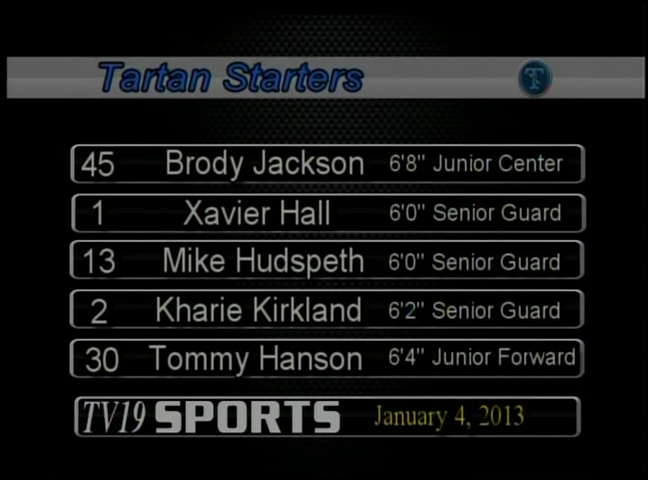 Tartan Starters T
45 Brody Jackson 6'8" Junior Center
1 Xavier Hall 6'0" Senior Guard
13 Mike Hudspeth 6'0" Senior Guard
2 Kharie Kirkland 6'2" Senior Guard
30 Tommy Hanson 6'4" Junior Forward
TV19 SPORTS January 4, 2013